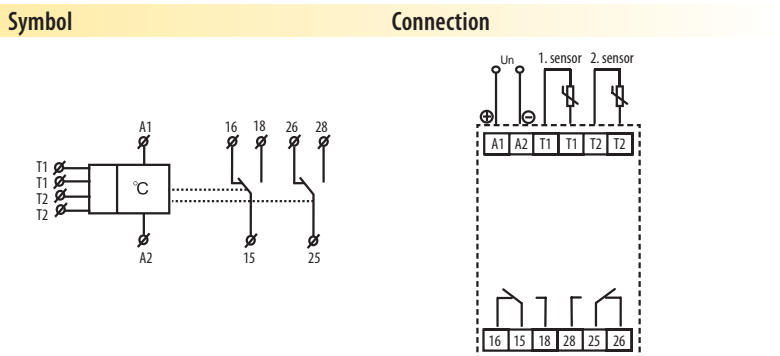 Symbol
Connection
A1
16 18 26 28
T1
T1
T2
T2
°C
A2
15
25
Un
1. sensor 2. sensor
⊕ ⊖
A1 A2 T1 T1 T2 T2
16 15 18 28 25 26